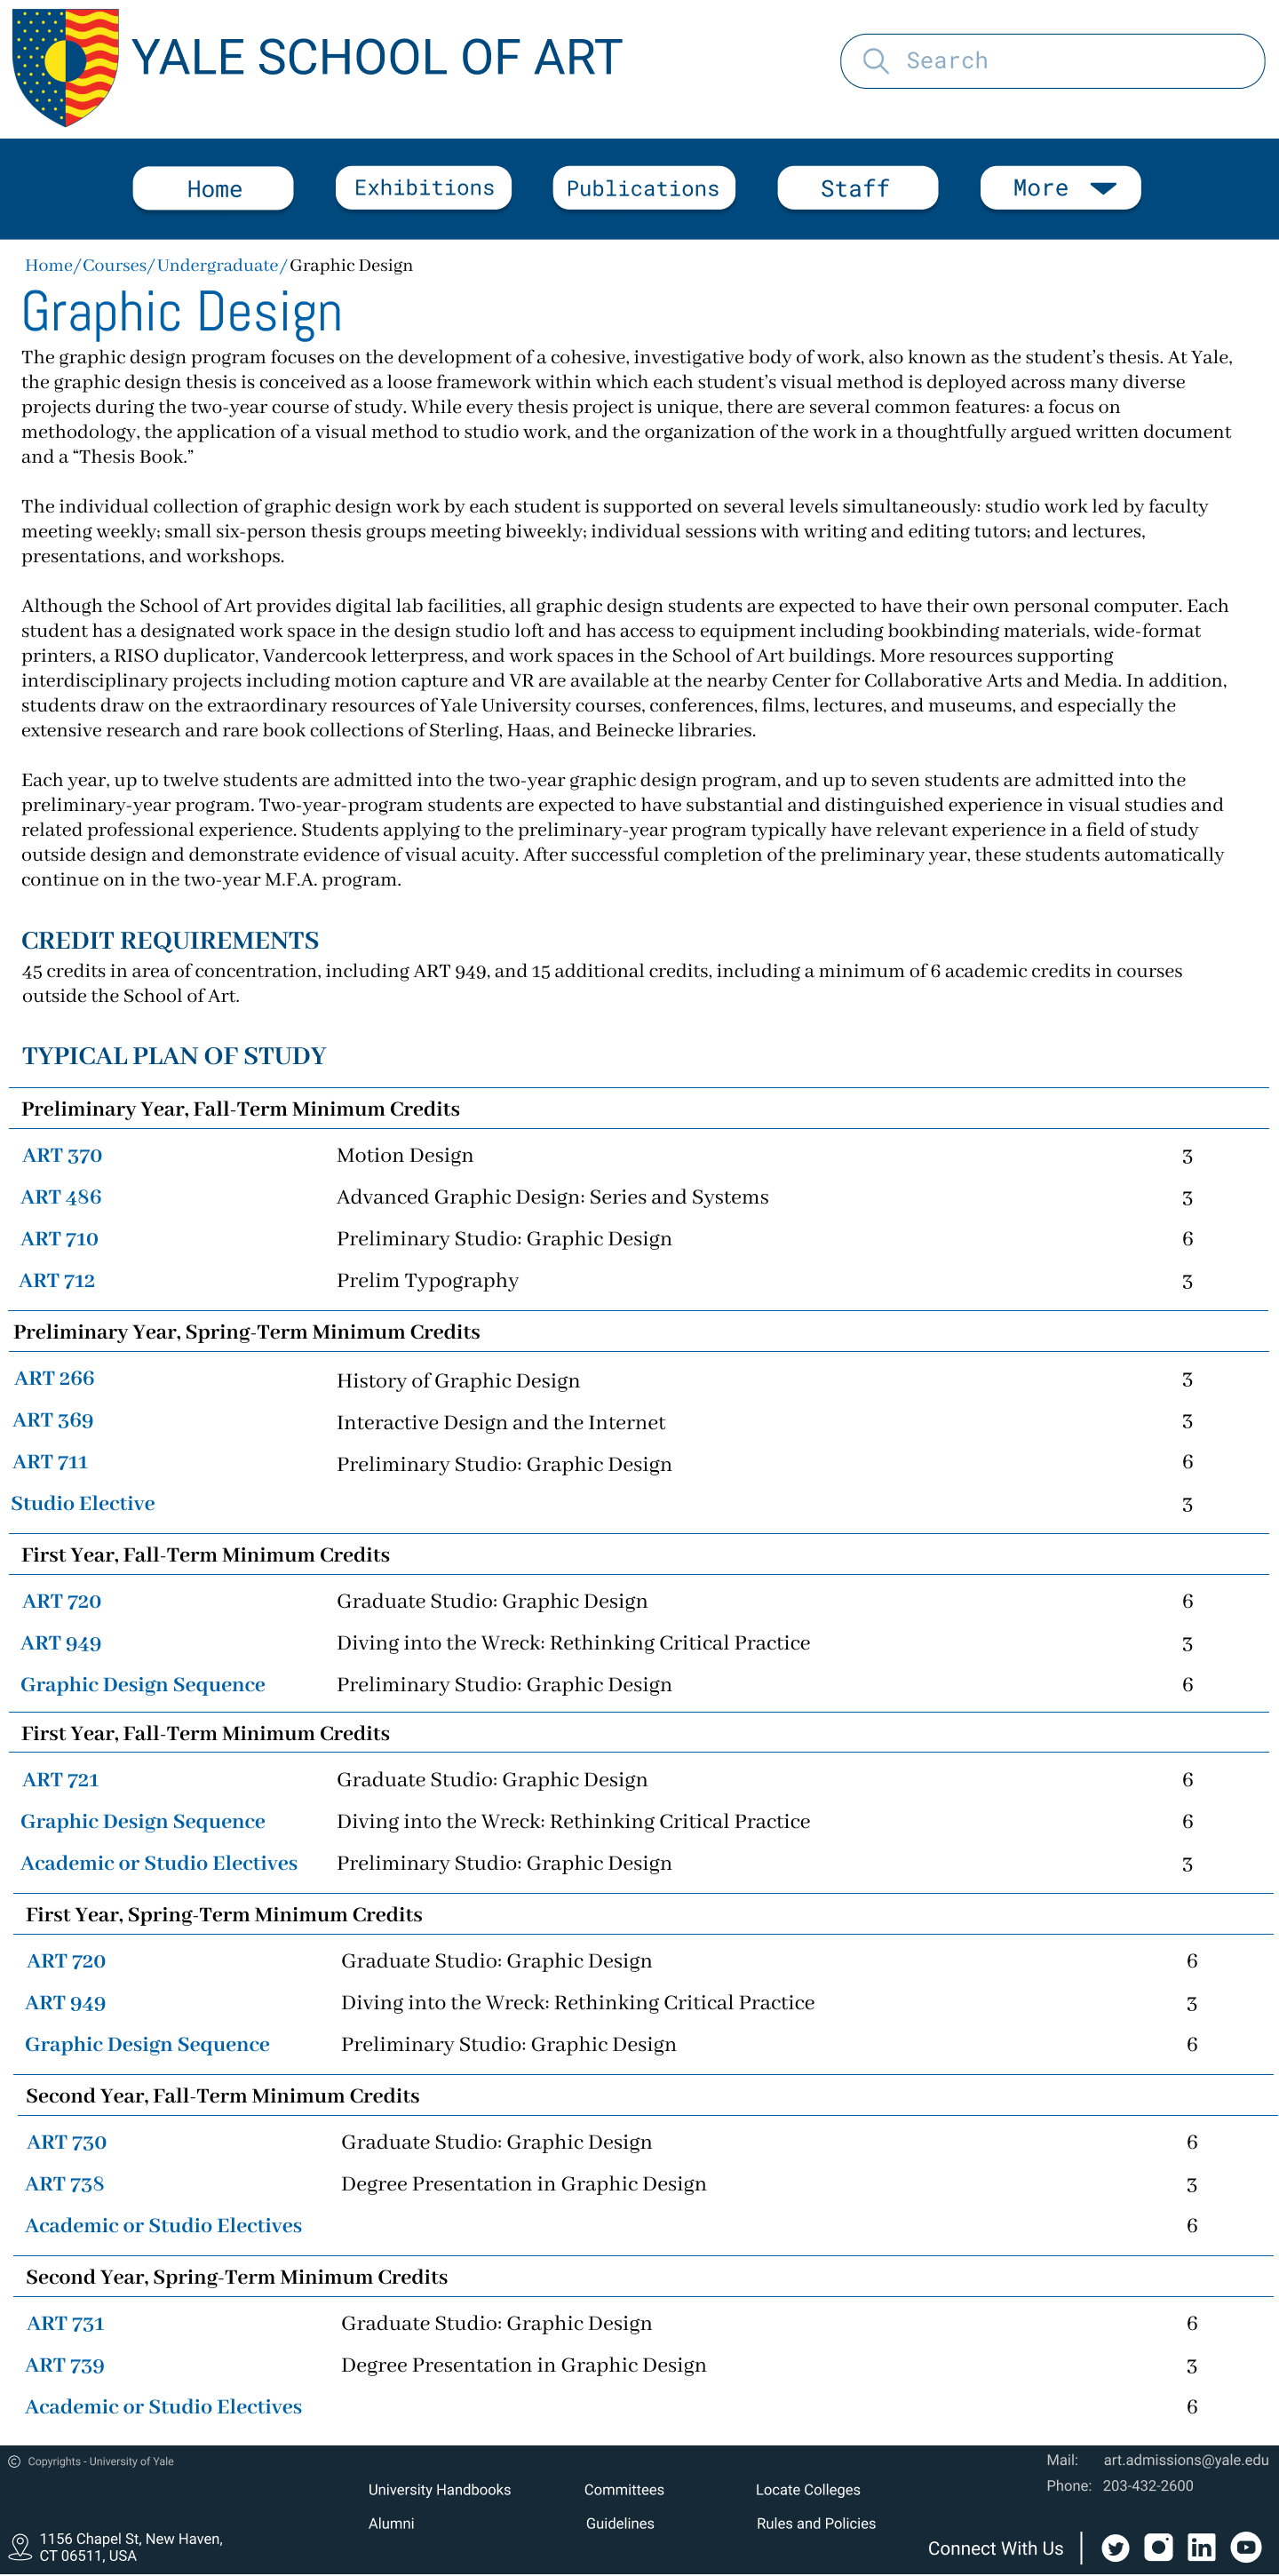 YALE SCHOOL OF ART
Search
Home Exhibitions Publications Staff More
Home/Courses/Undergraduate/Graphic Design
Graphic Design
The graphic design program focuses on the development of a cohesive, investigative body of work, also known as the student’s thesis. At Yale,
the graphic design thesis is conceived as a loose framework within which each student’s visual method is deployed across many diverse
projects during the two-year course of study. While every thesis project is unique, there are several common features: a focus on
methodology, the application of a visual method to studio work, and the organization of the work in a thoughtfully argued written document
and a “Thesis Book.”
The individual collection of graphic design work by each student is supported on several levels simultaneously: studio work led by faculty
meeting weekly; small six-person thesis groups meeting biweekly; individual sessions with writing and editing tutors; and lectures,
presentations, and workshops.
Although the School of Art provides digital lab facilities, all graphic design students are expected to have their own personal computer. Each
student has a designated work space in the design studio loft and has access to equipment including bookbinding materials, wide-format
printers, a RISO duplicator, Vandercook letterpress, and work spaces in the School of Art buildings. More resources supporting
interdisciplinary projects including motion capture and VR are available at the nearby Center for Collaborative Arts and Media. In addition,
students draw on the extraordinary resources of Yale University courses, conferences, films, lectures, and museums, and especially the
extensive research and rare book collections of Sterling, Haas, and Beinecke libraries.
Each year, up to twelve students are admitted into the two-year graphic design program, and up to seven students are admitted into the
preliminary-year program. Two-year-program students are expected to have substantial and distinguished experience in visual studies and
related professional experience. Students applying to the preliminary-year program typically have relevant experience in a field of study
outside design and demonstrate evidence of visual acuity. After successful completion of the preliminary year, these students automatically
continue on in the two-year M.F.A. program.
CREDIT REQUIREMENTS
45 credits in area of concentration, including ART 949, and 15 additional credits, including a minimum of 6 academic credits in courses
outside the School of Art.
TYPICAL PLAN OF STUDY
Preliminary Year, Fall-Term Minimum Credits
ART 370 Motion Design 3
ART 486 Advanced Graphic Design: Series and Systems 3
ART 710 Preliminary Studio: Graphic Design 6
ART 712 Prelim Typography 3
Preliminary Year, Spring-Term Minimum Credits
ART 266 History of Graphic Design 3
ART 369 Interactive Design and the Internet 3
ART 711 Preliminary Studio: Graphic Design 6
Studio Elective 3
First Year, Fall-Term Minimum Credits
ART 720 Graduate Studio: Graphic Design 6
ART 949 Diving into the Wreck: Rethinking Critical Practice 3
Graphic Design Sequence Preliminary Studio: Graphic Design 6
First Year, Fall-Term Minimum Credits
ART 721 Graduate Studio: Graphic Design 6
Graphic Design Sequence Diving into the Wreck: Rethinking Critical Practice 6
Academic or Studio Electives Preliminary Studio: Graphic Design 3
First Year, Spring-Term Minimum Credits
ART 720 Graduate Studio: Graphic Design 6
ART 949 Diving into the Wreck: Rethinking Critical Practice 3
Graphic Design Sequence Preliminary Studio: Graphic Design 6
Second Year, Fall-Term Minimum Credits
ART 730 Graduate Studio: Graphic Design 6
ART 738 Degree Presentation in Graphic Design 3
Academic or Studio Electives 6
Second Year, Spring-Term Minimum Credits
ART 731 Graduate Studio: Graphic Design 6
ART 739 Degree Presentation in Graphic Design 3
Academic or Studio Electives 6
© Copyrights - University of Yale
Mail: art.admissions@yale.edu
Phone: 203-432-2600
University Handbooks Committees Locate Colleges
Alumni Guidelines Rules and Policies
1156 Chapel St, New Haven,
CT 06511, USA
Connect With Us